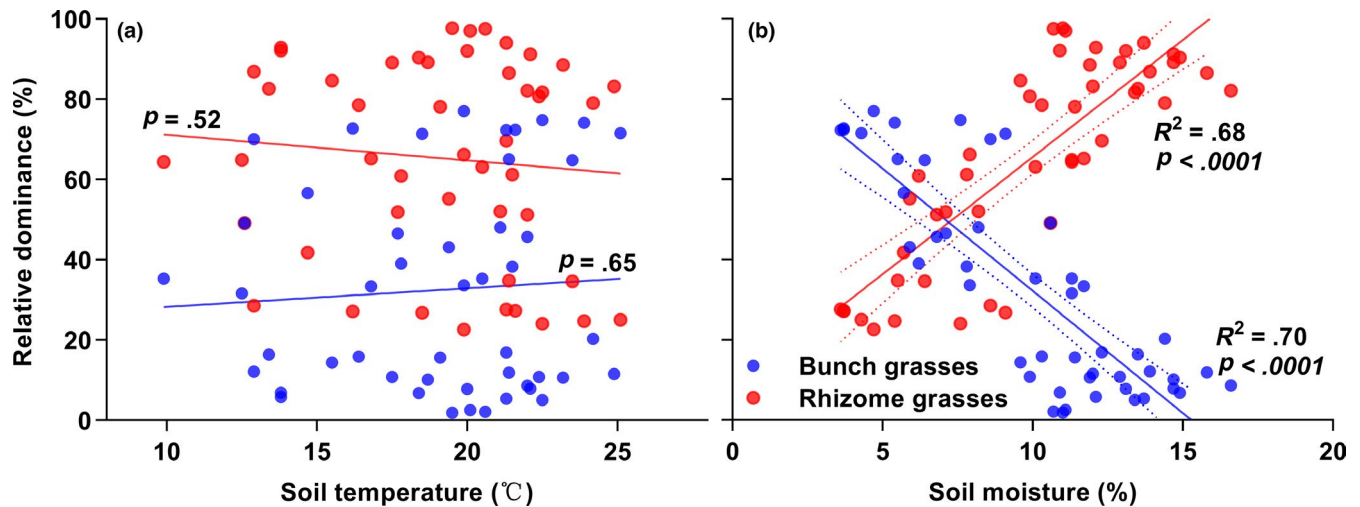 (a)
Relative dominance (%)
100
80
60
40
20
0
p = .52
p = .65
10
15
20
25
Soil temperature (℃)
(b)
R² = .68
p < .0001
R² = .70
p < .0001
Bunch grasses
Rhizome grasses
0
5
10
15
20
Soil moisture (%)